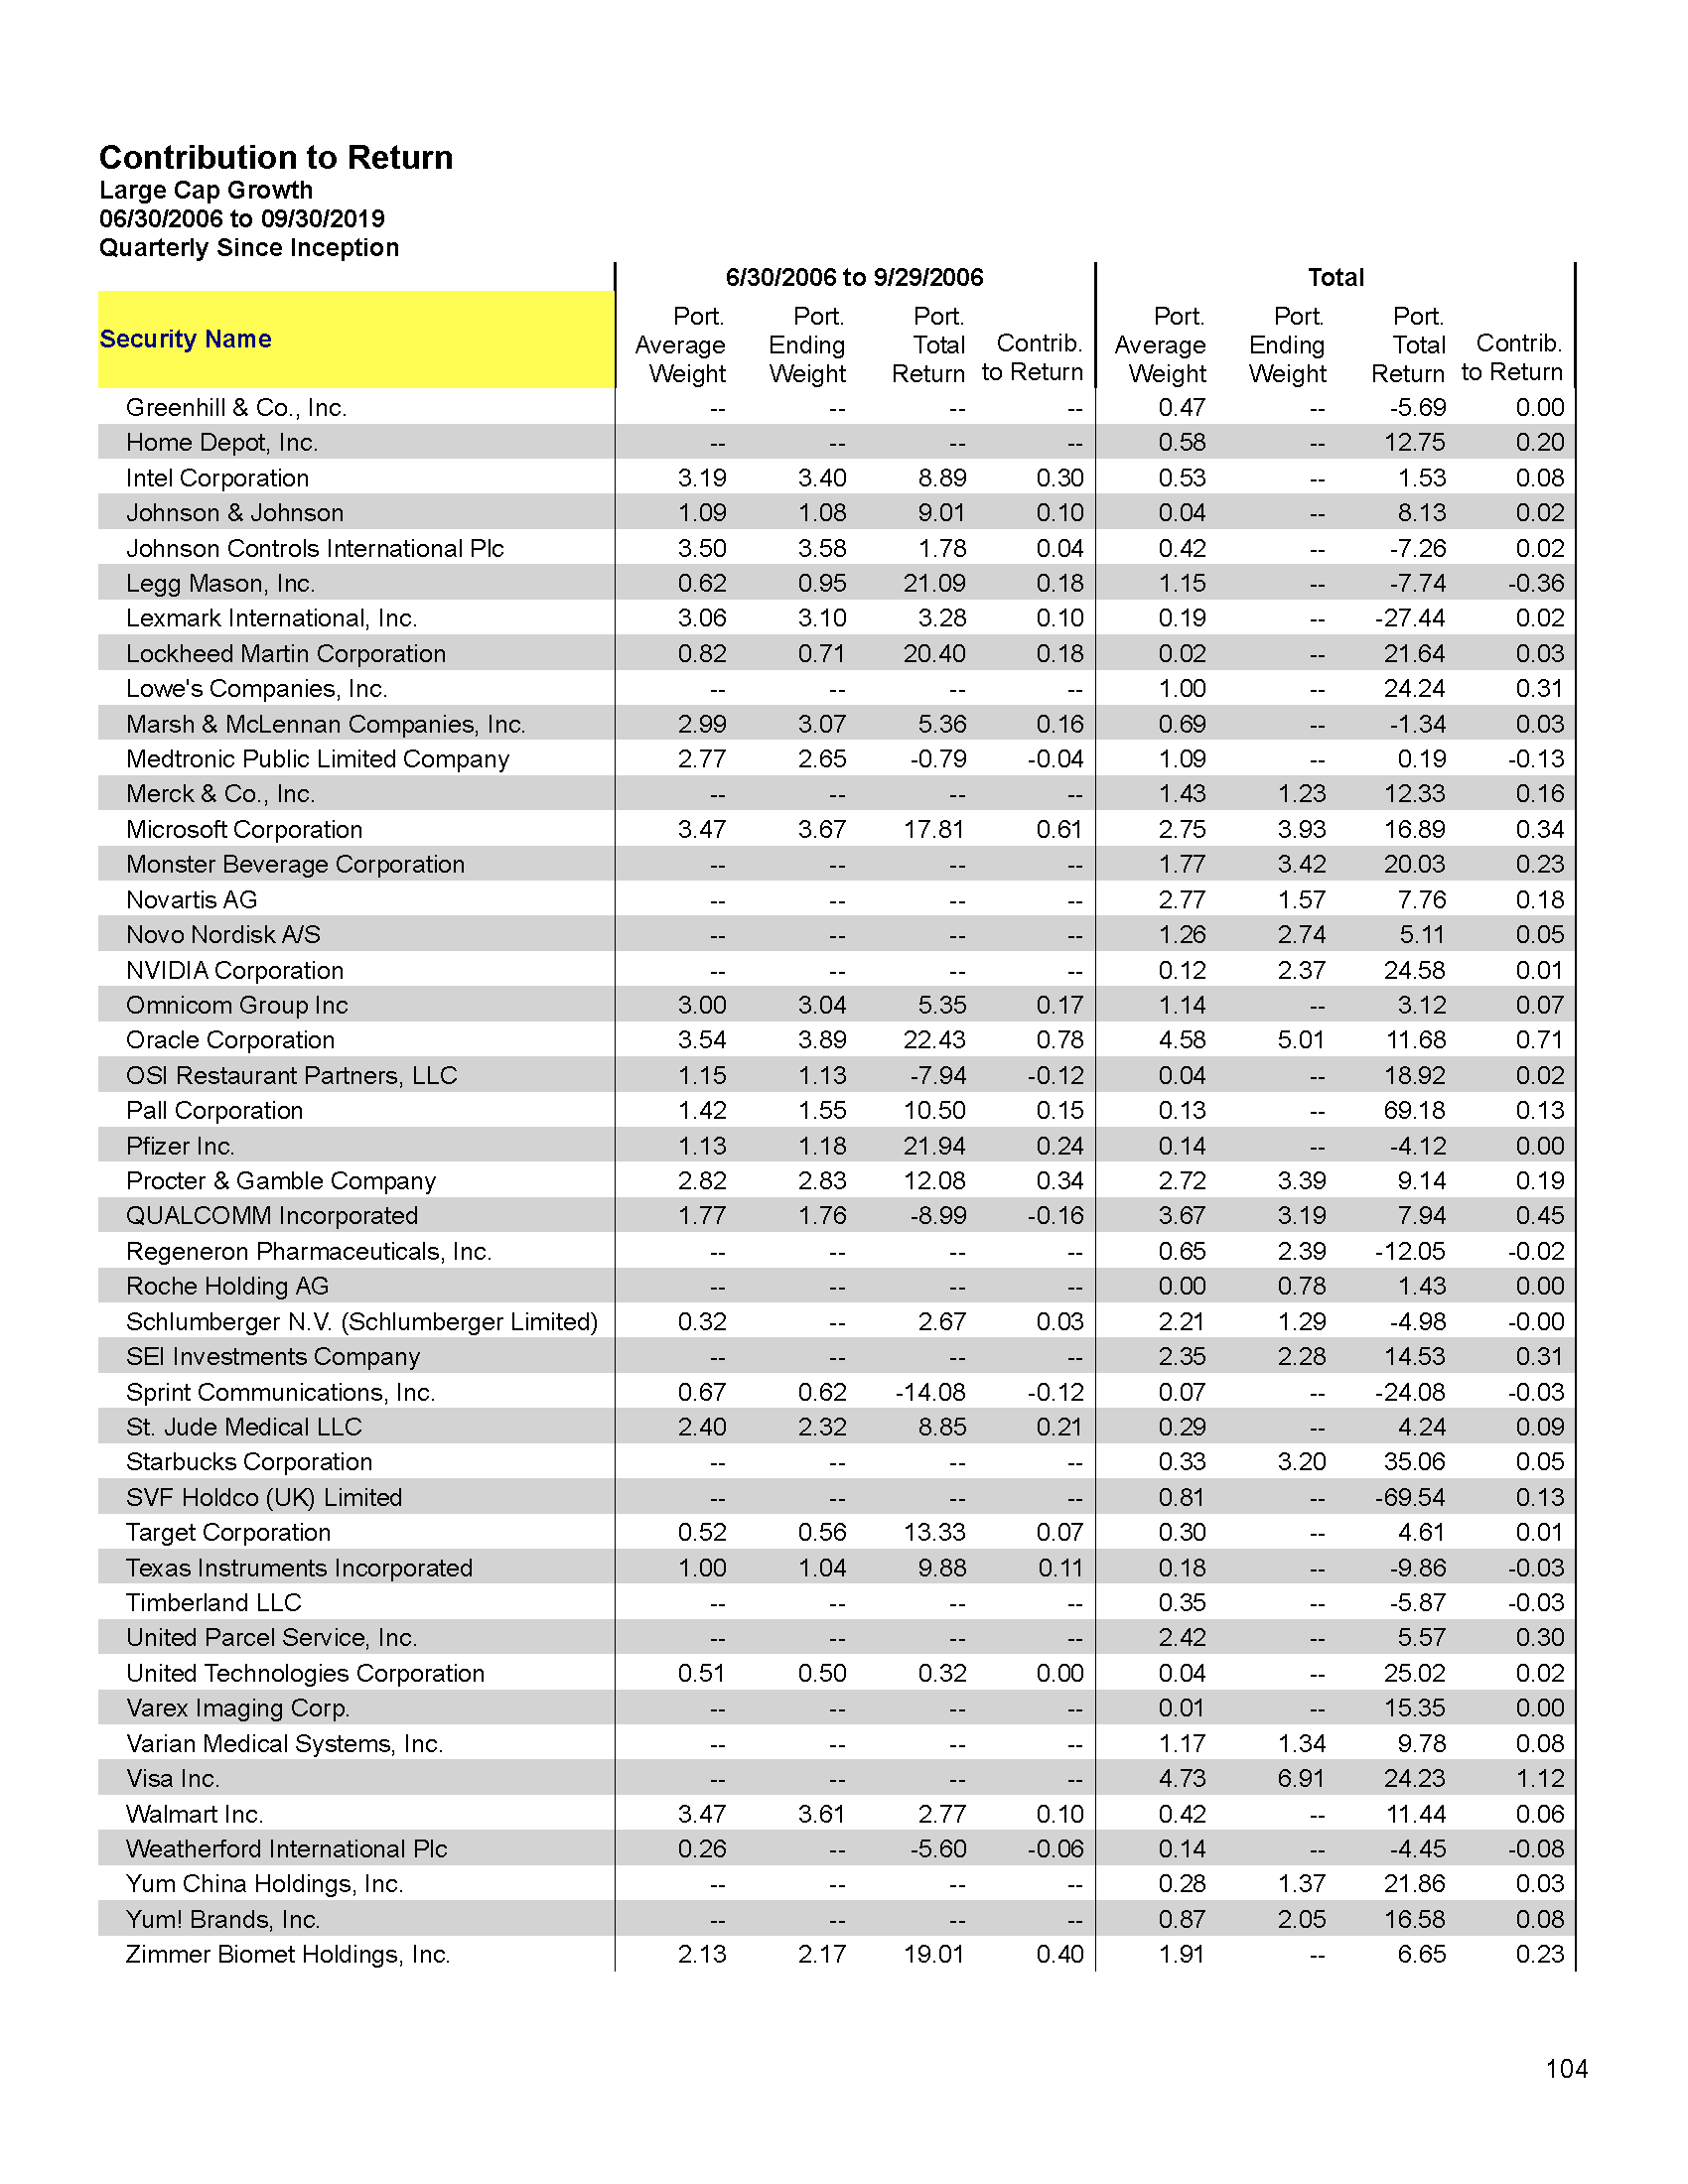 Contribution to Return
Large Cap Growth
06/30/2006 to 09/30/2019
Quarterly Since Inception
6/30/2006 to 9/29/2006 Total
Security Name Port. Average Weight Port. Ending Weight Port. Total Return Contrib. to Return Port. Average Weight Port. Ending Weight Port. Total Return Contrib. to Return
Greenhill & Co., Inc. -- -- -- -- 0.47 -- -5.69 0.00
Home Depot, Inc. -- -- -- -- 0.58 -- 12.75 0.20
Intel Corporation 3.19 3.40 8.89 0.30 0.53 -- 1.53 0.08
Johnson & Johnson 1.09 1.08 9.01 0.10 0.04 -- 8.13 0.02
Johnson Controls International Plc 3.50 3.58 1.78 0.04 0.42 -- -7.26 0.02
Legg Mason, Inc. 0.62 0.95 21.09 0.18 1.15 -- -7.74 -0.36
Lexmark International, Inc. 3.06 3.10 3.28 0.10 0.19 -- -27.44 0.02
Lockheed Martin Corporation 0.82 0.71 20.40 0.18 0.02 -- 21.64 0.03
Lowe's Companies, Inc. -- -- -- -- 1.00 -- 24.24 0.31
Marsh & McLennan Companies, Inc. 2.99 3.07 5.36 0.16 0.69 -- -1.34 0.03
Medtronic Public Limited Company 2.77 2.65 -0.79 -0.04 1.09 -- 0.19 -0.13
Merck & Co., Inc. -- -- -- -- 1.43 1.23 12.33 0.16
Microsoft Corporation 3.47 3.67 17.81 0.61 2.75 3.93 16.89 0.34
Monster Beverage Corporation -- -- -- -- 1.77 3.42 20.03 0.23
Novartis AG -- -- -- -- 2.77 1.57 7.76 0.18
Novo Nordisk A/S -- -- -- -- 1.26 2.74 5.11 0.05
NVIDIA Corporation -- -- -- -- 0.12 2.37 24.58 0.01
Omnicom Group Inc 3.00 3.04 5.35 0.17 1.14 -- 3.12 0.07
Oracle Corporation 3.54 3.89 22.43 0.78 4.58 5.01 11.68 0.71
OSI Restaurant Partners, LLC 1.15 1.13 -7.94 -0.12 0.04 -- 18.92 0.02
Pall Corporation 1.42 1.55 10.50 0.15 0.13 -- 69.18 0.13
Pfizer Inc. 1.13 1.18 21.94 0.24 0.14 -- -4.12 0.00
Procter & Gamble Company 2.82 2.83 12.08 0.34 2.72 3.39 9.14 0.19
QUALCOMM Incorporated 1.77 1.76 -8.99 -0.16 3.67 3.19 7.94 0.45
Regeneron Pharmaceuticals, Inc. -- -- -- -- 0.65 2.39 -12.05 -0.02
Roche Holding AG -- -- -- -- 0.00 0.78 1.43 0.00
Schlumberger N.V. (Schlumberger Limited) 0.32 -- 2.67 0.03 2.21 1.29 -4.98 -0.00
SEI Investments Company -- -- -- -- 2.35 2.28 14.53 0.31
Sprint Communications, Inc. 0.67 0.62 -14.08 -0.12 0.07 -- -24.08 -0.03
St. Jude Medical LLC 2.40 2.32 8.85 0.21 0.29 -- 4.24 0.09
Starbucks Corporation -- -- -- -- 0.33 3.20 35.06 0.05
SVF Holdco (UK) Limited -- -- -- -- 0.81 -- -69.54 0.13
Target Corporation 0.52 0.56 13.33 0.07 0.30 -- 4.61 0.01
Texas Instruments Incorporated 1.00 1.04 9.88 0.11 0.18 -- -9.86 -0.03
Timberland LLC -- -- -- -- 0.35 -- -5.87 -0.03
United Parcel Service, Inc. -- -- -- -- 2.42 -- 5.57 0.30
United Technologies Corporation 0.51 0.50 0.32 0.00 0.04 -- 25.02 0.02
Varex Imaging Corp. -- -- -- -- 0.01 -- 15.35 0.00
Varian Medical Systems, Inc. -- -- -- -- 1.17 1.34 9.78 0.08
Visa Inc. -- -- -- -- 4.73 6.91 24.23 1.12
Walmart Inc. 3.47 3.61 2.77 0.10 0.42 -- 11.44 0.06
Weatherford International Plc 0.26 -- -5.60 -0.06 0.14 -- -4.45 -0.08
Yum China Holdings, Inc. -- -- -- -- 0.28 1.37 21.86 0.03
Yum! Brands, Inc. -- -- -- -- 0.87 2.05 16.58 0.08
Zimmer Biomet Holdings, Inc. 2.13 2.17 19.01 0.40 1.91 -- 6.65 0.23
104